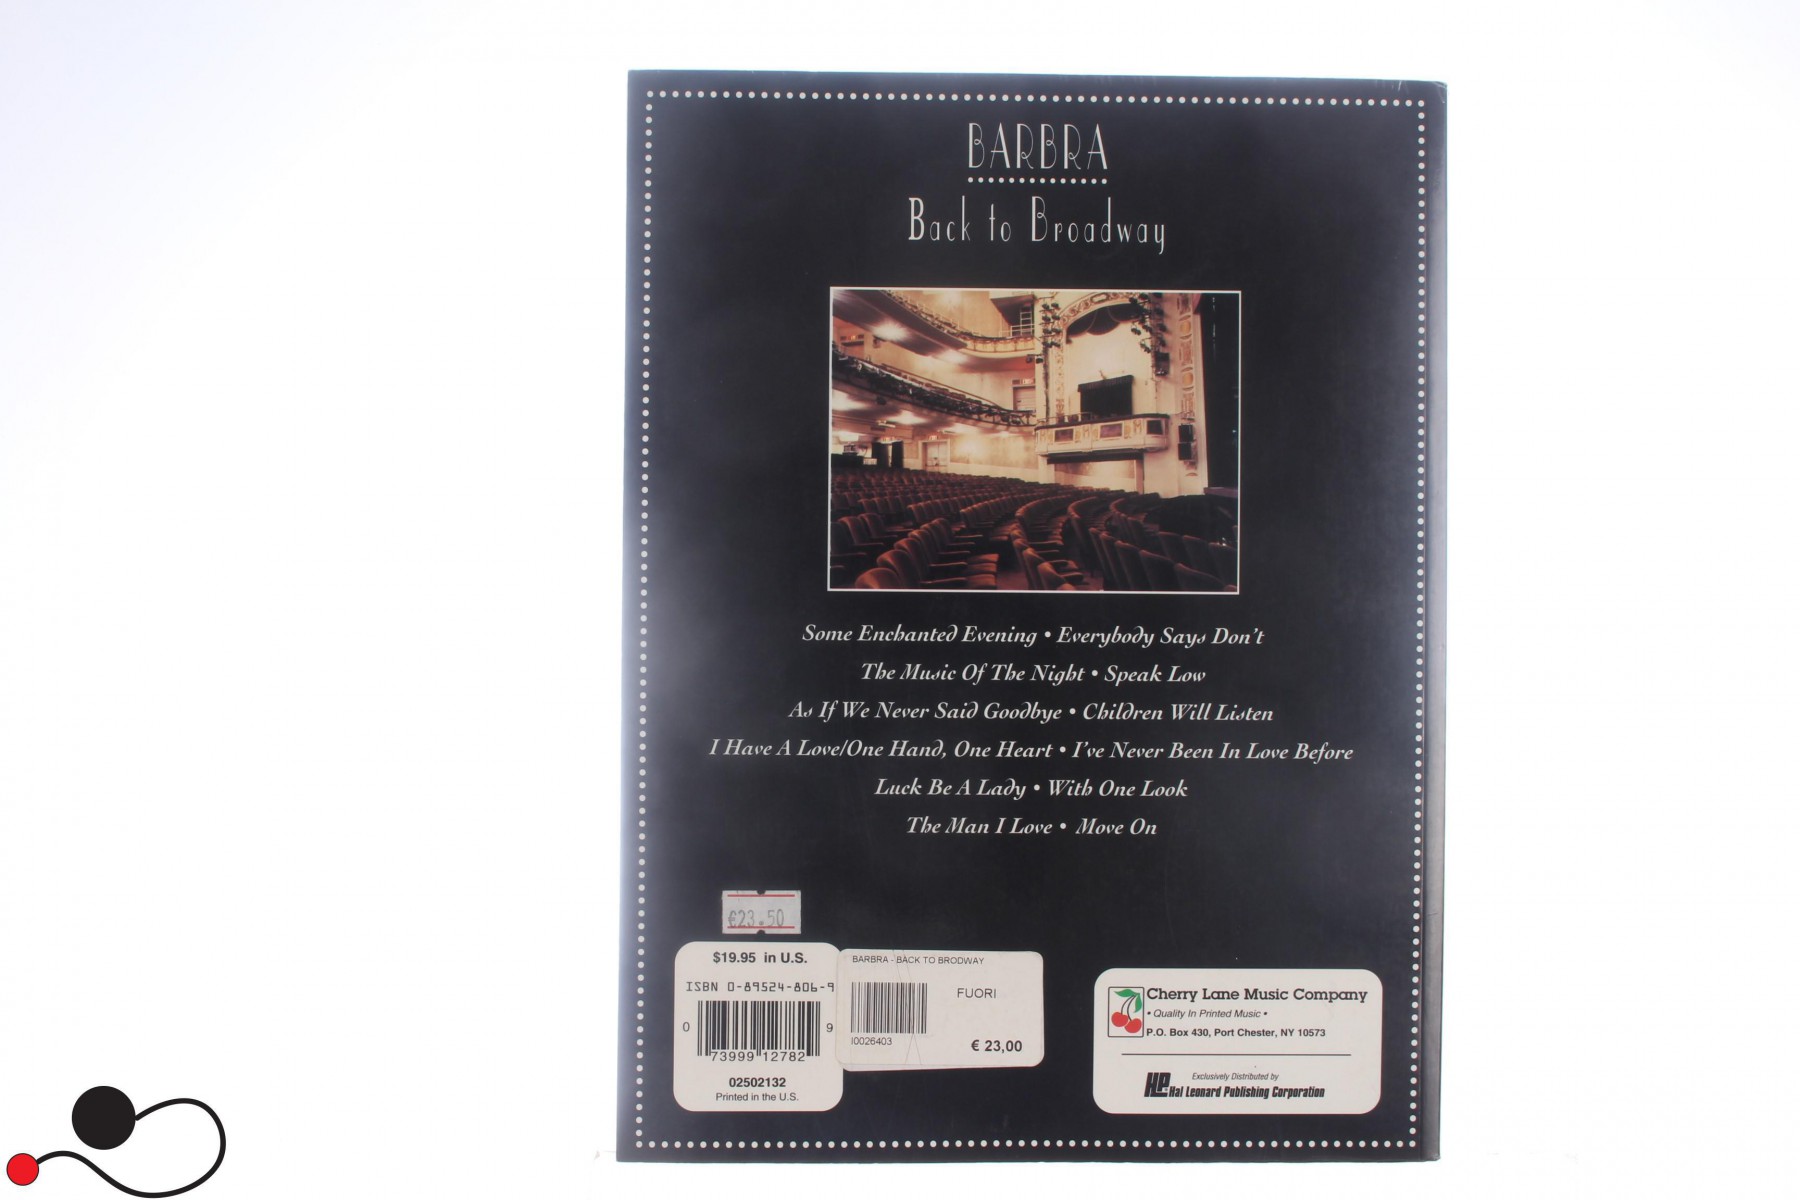 BARBRA
Back to Broadway
Some Enchanted Evening • Everybody Says Don't
The Music Of The Night • Speak Low
As If We Never Said Goodbye • Children Will Listen
I Have A Love/One Hand, One Heart • I've Never Been In Love Before
Luck Be A Lady • With One Look
The Man I Love • Move On
€23.50
$19.95 in U.S.
ISBN 0-89524-806-9
0 73999 12782 9
02502132
Printed in the U.S.
BARBRA - BACK TO BRODWAY
FUORI
I0026403
€ 23,00
Cherry Lane Music Company
• Quality In Printed Music •
P.O. Box 430, Port Chester, NY 10573
Exclusively Distributed by
HL Hal Leonard Publishing Corporation